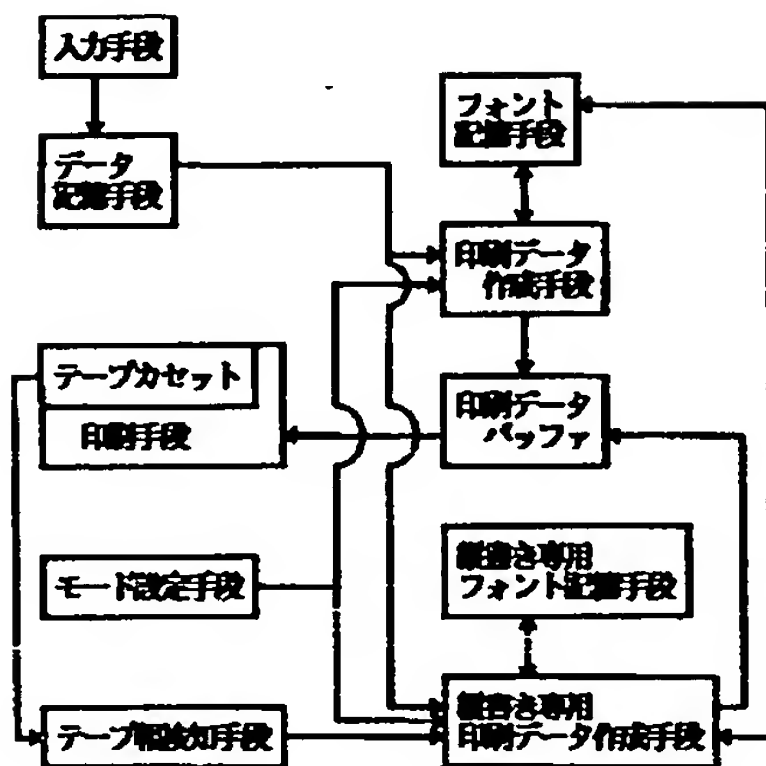 入力手段
データ
記憶手段
フォント
記憶手段
印刷データ
作成手段
テープカセット
印刷手段
印刷データ
バッファ
モード設定手段
縦書き専用
フォント記憶手段
テープ幅検知手段
縦書き専用
印刷データ作成手段